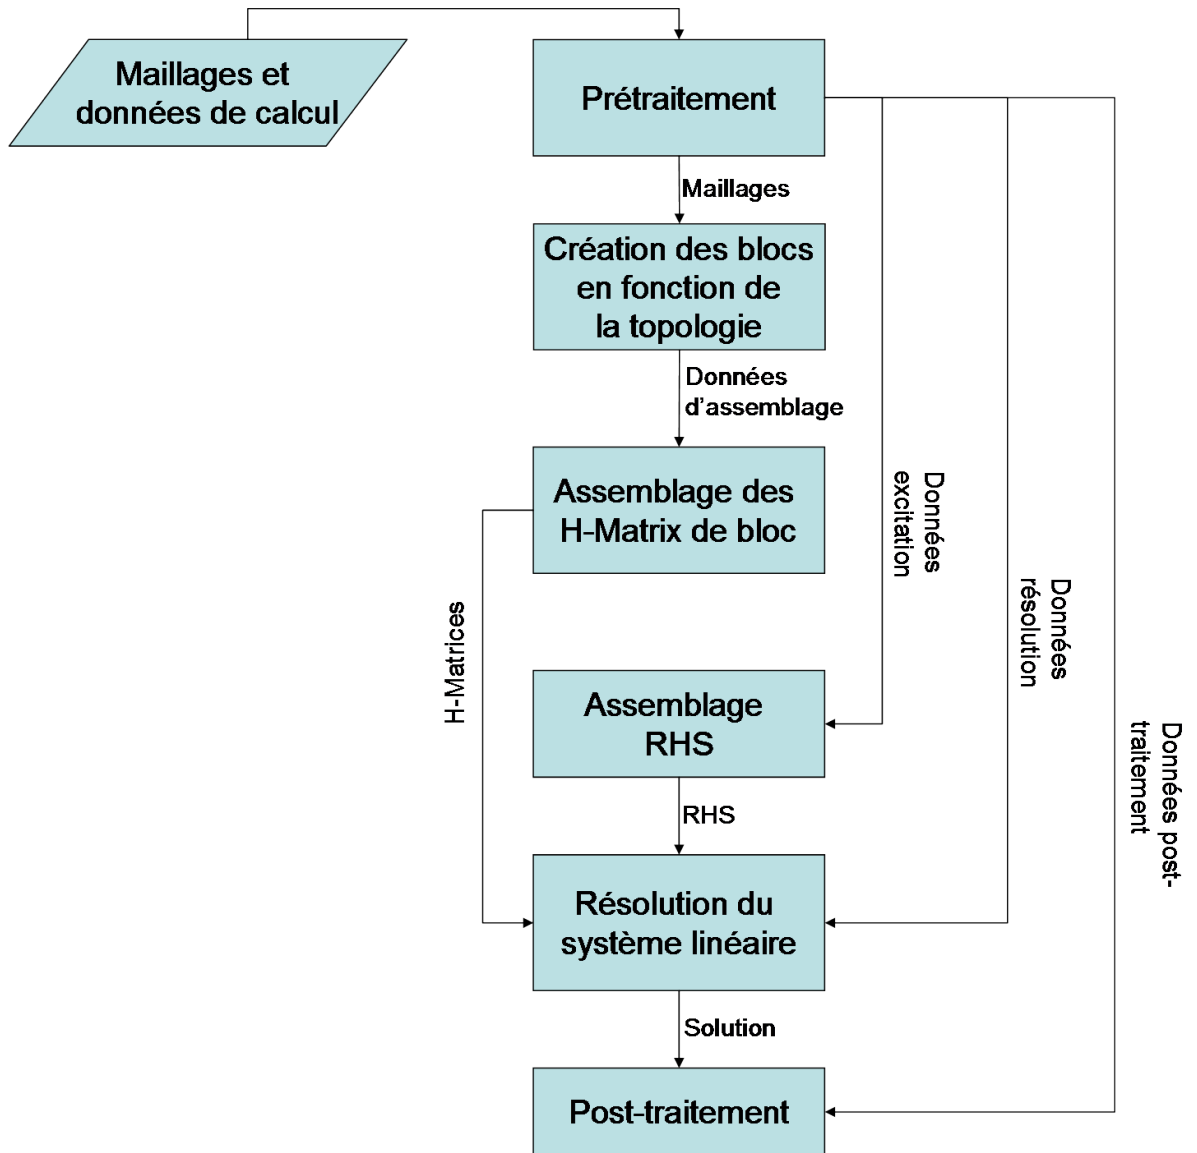 Maillages et
données de calcul
Prétraitement
Maillages
Création des blocs
en fonction de
la topologie
Données
d'assemblage
Assemblage des
H-Matrix de bloc
Données
excitation
Données
résolution
H-Matrices
Assemblage
RHS
Données post-
traitement
RHS
Résolution du
système linéaire
Solution
Post-traitement